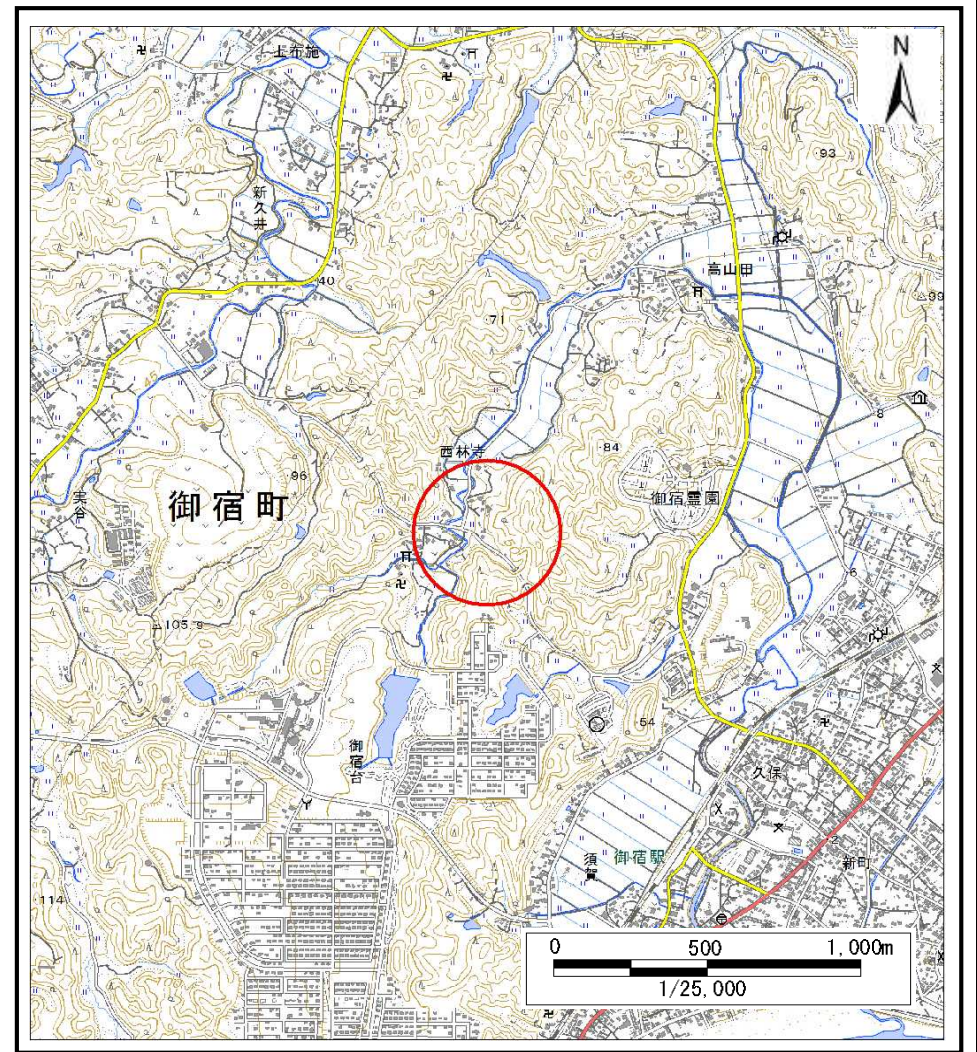 上布施
N
93
新久井
40
高山田
99
71
8
西林寺
84
96
御宿町
実谷
御宿霊園
6
105.9
54
御宿台
久保
2
須賀
御宿駅
新町
114
0 500 1,000m
1/25,000